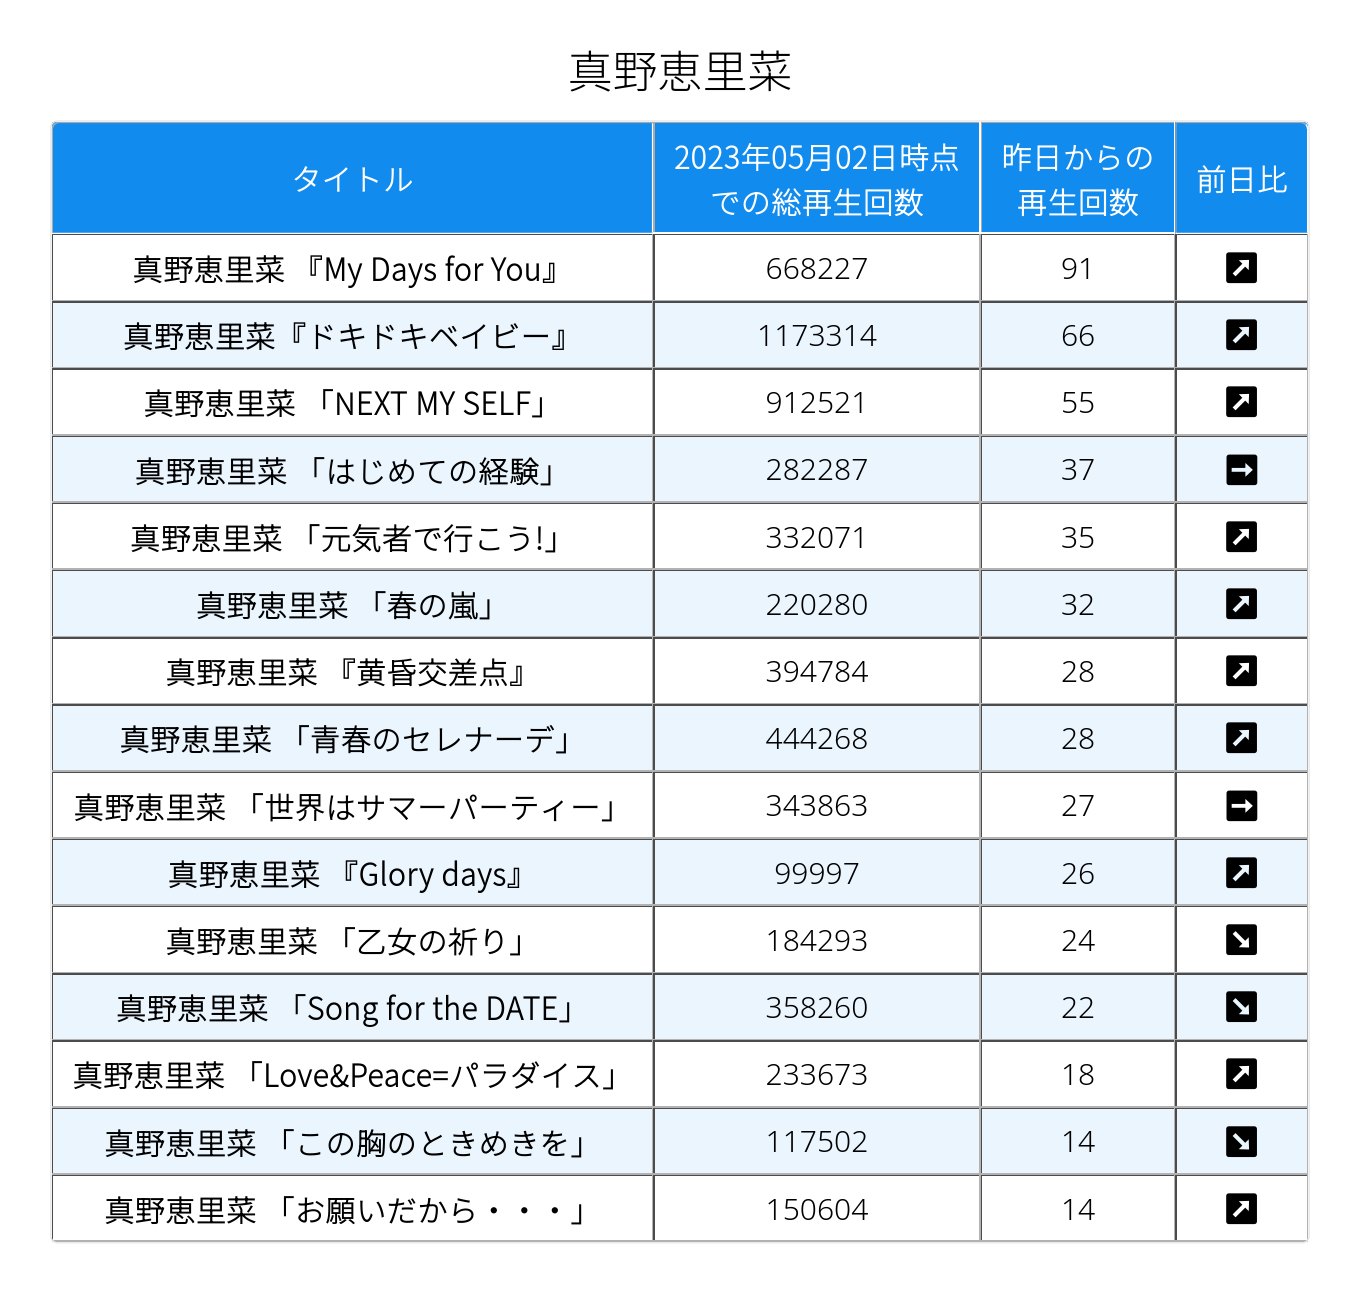 真野恵里菜
タイトル 2023年05月02日時点での総再生回数 昨日からの再生回数 前日比
真野恵里菜 『My Days for You』 668227 91 ↗
真野恵里菜『ドキドキベイビー』 1173314 66 ↗
真野恵里菜 「NEXT MY SELF」 912521 55 ↗
真野恵里菜 「はじめての経験」 282287 37 →
真野恵里菜 「元気者で行こう!」 332071 35 ↗
真野恵里菜 「春の嵐」 220280 32 ↗
真野恵里菜 『黄昏交差点』 394784 28 ↗
真野恵里菜 「青春のセレナーデ」 444268 28 ↗
真野恵里菜 「世界はサマーパーティー」 343863 27 →
真野恵里菜 『Glory days』 99997 26 ↗
真野恵里菜 「乙女の祈り」 184293 24 ↘
真野恵里菜 「Song for the DATE」 358260 22 ↘
真野恵里菜 「Love&Peace=パラダイス」 233673 18 ↗
真野恵里菜 「この胸のときめきを」 117502 14 ↘
真野恵里菜 「お願いだから・・・」 150604 14 ↗